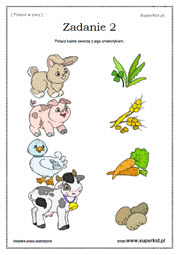 [ Połącz w pary ]
SuperKid.pl
Zadanie 2
Połącz każde zwierzę z jego smakołykiem.
www.superkid.pl